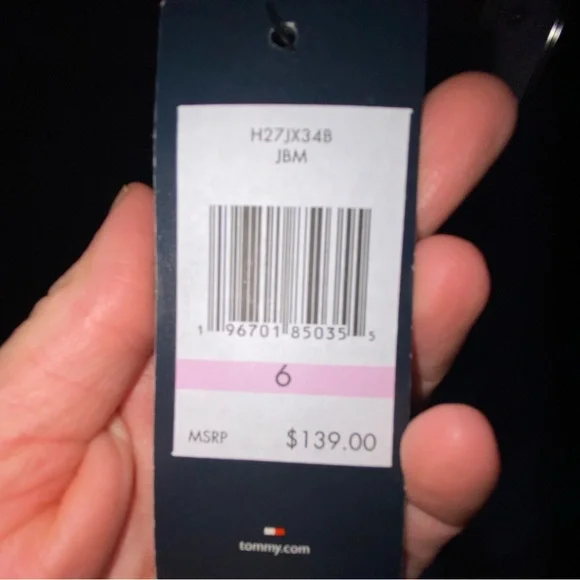 H27JX34B
JBM
1 96701 85035 5
6
MSRP $139.00
tommy.com